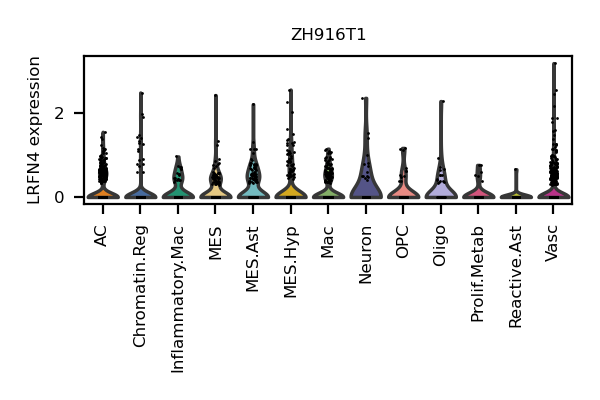 ZH916T1
LRFN4 expression
2
0
AC
Chromatin.Reg
Inflammatory.Mac
MES
MES.Ast
MES.Hyp
Mac
Neuron
OPC
Oligo
Prolif.Metab
Reactive.Ast
Vasc